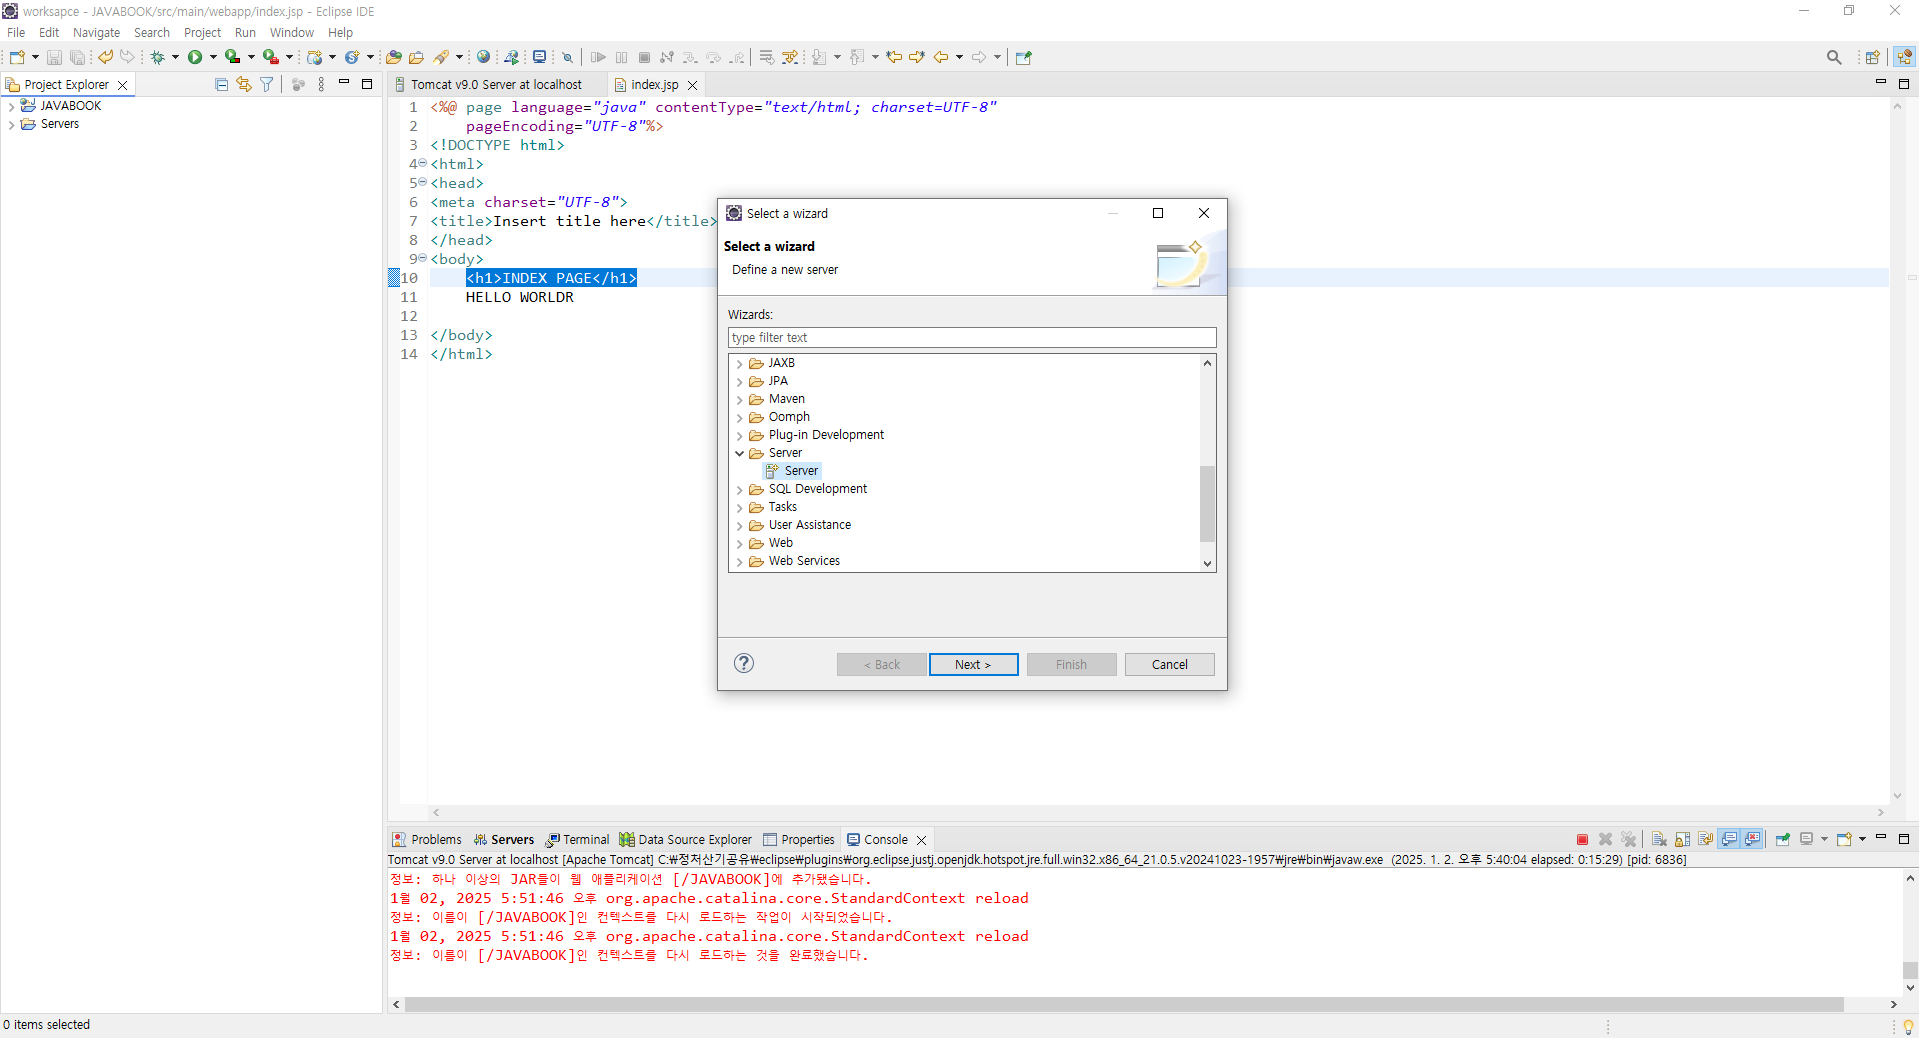 worksapce - JAVABOOK/src/main/webapp/index.jsp - Eclipse IDE
File Edit Navigate Search Project Run Window Help
Project Explorer
JAVABOOK
Servers
Tomcat v9.0 Server at localhost index.jsp
1 <%@ page language="java" contentType="text/html; charset=UTF-8"
2 pageEncoding="UTF-8"%>
3 <!DOCTYPE html>
4 <html>
5 <head>
6 <meta charset="UTF-8">
7 <title>Insert title here</title>
8 </head>
9 <body>
10 <h1>INDEX PAGE</h1>
11 HELLO WORLDR
12
13 </body>
14 </html>
Select a wizard
Select a wizard
Define a new server
Wizards:
type filter text
JAXB
JPA
Maven
Oomph
Plug-in Development
Server
Server
SQL Development
Tasks
User Assistance
Web
Web Services
? < Back Next > Finish Cancel
Problems Servers Terminal Data Source Explorer Properties Console
Tomcat v9.0 Server at localhost [Apache Tomcat] C:₩정처산기공유₩eclipse₩plugins₩org.eclipse.justj.openjdk.hotspot.jre.full.win32.x86_64_21.0.5.v20241023-1957₩jre₩bin₩javaw.exe (2025. 1. 2. 오후 5:40:04 elapsed: 0:15:29) [pid: 6836]
정보: 하나 이상의 JAR들이 웹 애플리케이션 [/JAVABOOK]에 추가됐습니다.
1월 02, 2025 5:51:46 오후 org.apache.catalina.core.StandardContext reload
정보: 이름이 [/JAVABOOK]인 컨텍스트를 다시 로드하는 작업이 시작되었습니다.
1월 02, 2025 5:51:46 오후 org.apache.catalina.core.StandardContext reload
정보: 이름이 [/JAVABOOK]인 컨텍스트를 다시 로드하는 것을 완료했습니다.
0 items selected